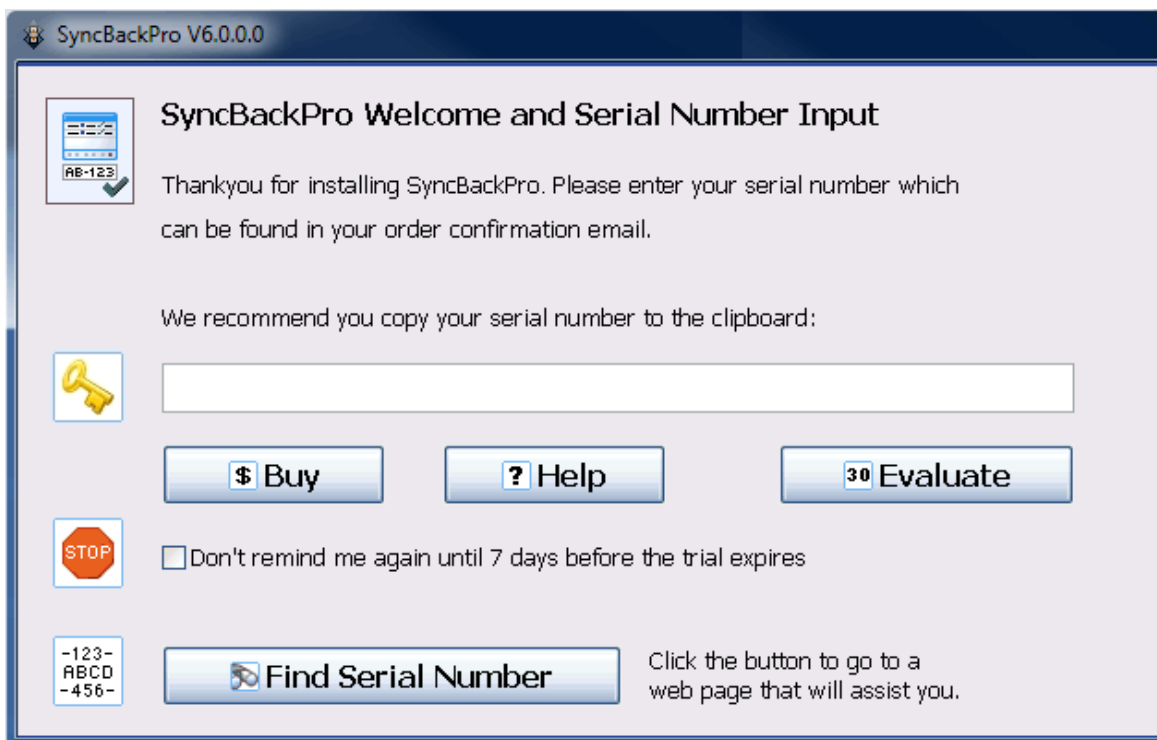 SyncBackPro V6.0.0.0
SyncBackPro Welcome and Serial Number Input
AB-123
Thankyou for installing SyncBackPro. Please enter your serial number which
can be found in your order confirmation email.
We recommend you copy your serial number to the clipboard:
$ Buy
? Help
30 Evaluate
STOP
Don't remind me again until 7 days before the trial expires
-123-
ABCD
-456-
Find Serial Number
Click the button to go to a
web page that will assist you.